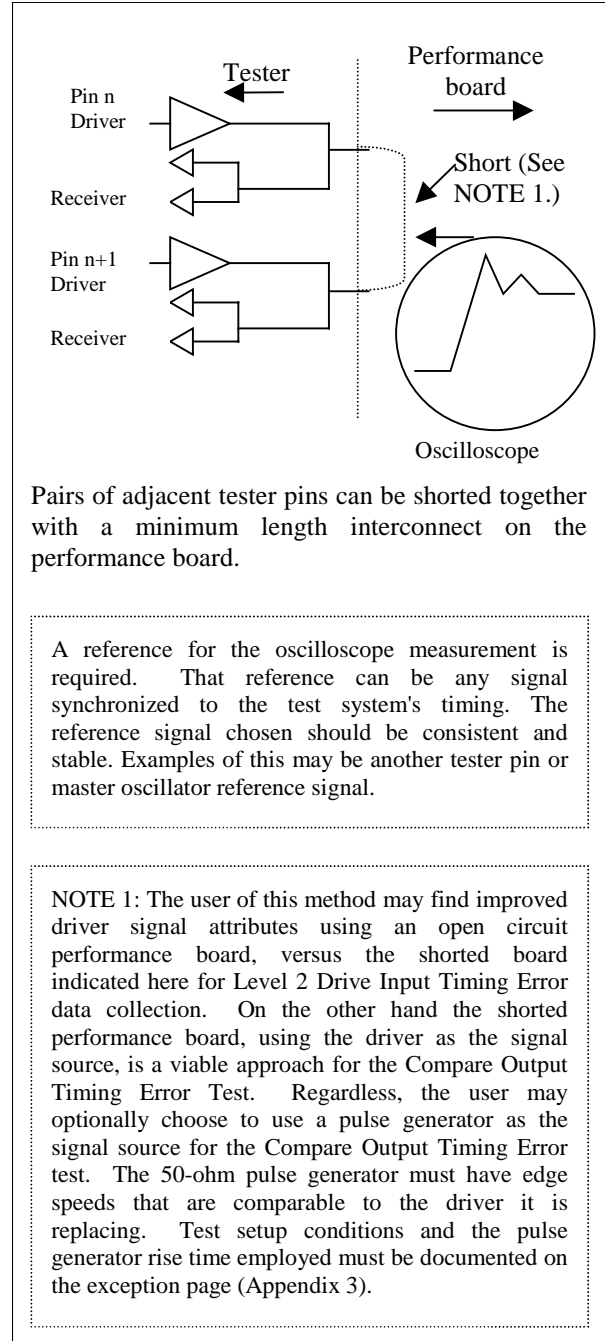 Tester
Performance
board
Pin n
Driver
Short (See
NOTE 1.)
Receiver
Pin n+1
Driver
Receiver
Oscilloscope
Pairs of adjacent tester pins can be shorted together
with a minimum length interconnect on the
performance board.
A reference for the oscilloscope measurement is
required. That reference can be any signal
synchronized to the test system's timing. The
reference signal chosen should be consistent and
stable. Examples of this may be another tester pin or
master oscillator reference signal.
NOTE 1: The user of this method may find improved
driver signal attributes using an open circuit
performance board, versus the shorted board
indicated here for Level 2 Drive Input Timing Error
data collection. On the other hand the shorted
performance board, using the driver as the signal
source, is a viable approach for the Compare Output
Timing Error Test. Regardless, the user may
optionally choose to use a pulse generator as the
signal source for the Compare Output Timing Error
test. The 50-ohm pulse generator must have edge
speeds that are comparable to the driver it is
replacing. Test setup conditions and the pulse
generator rise time employed must be documented on
the exception page (Appendix 3).